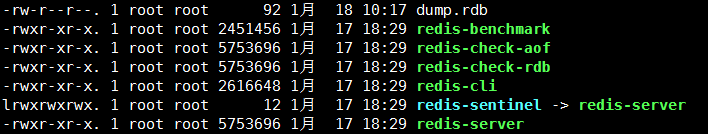 -rw-r--r--. 1 root root      92 1月  18 10:17 dump.rdb
-rwxr-xr-x. 1 root root 2451456 1月  17 18:29 redis-benchmark
-rwxr-xr-x. 1 root root 5753696 1月  17 18:29 redis-check-aof
-rwxr-xr-x. 1 root root 5753696 1月  17 18:29 redis-check-rdb
-rwxr-xr-x. 1 root root 2616648 1月  17 18:29 redis-cli
lrwxrwxrwx. 1 root root      12 1月  17 18:29 redis-sentinel -> redis-server
-rwxr-xr-x. 1 root root 5753696 1月  17 18:29 redis-server